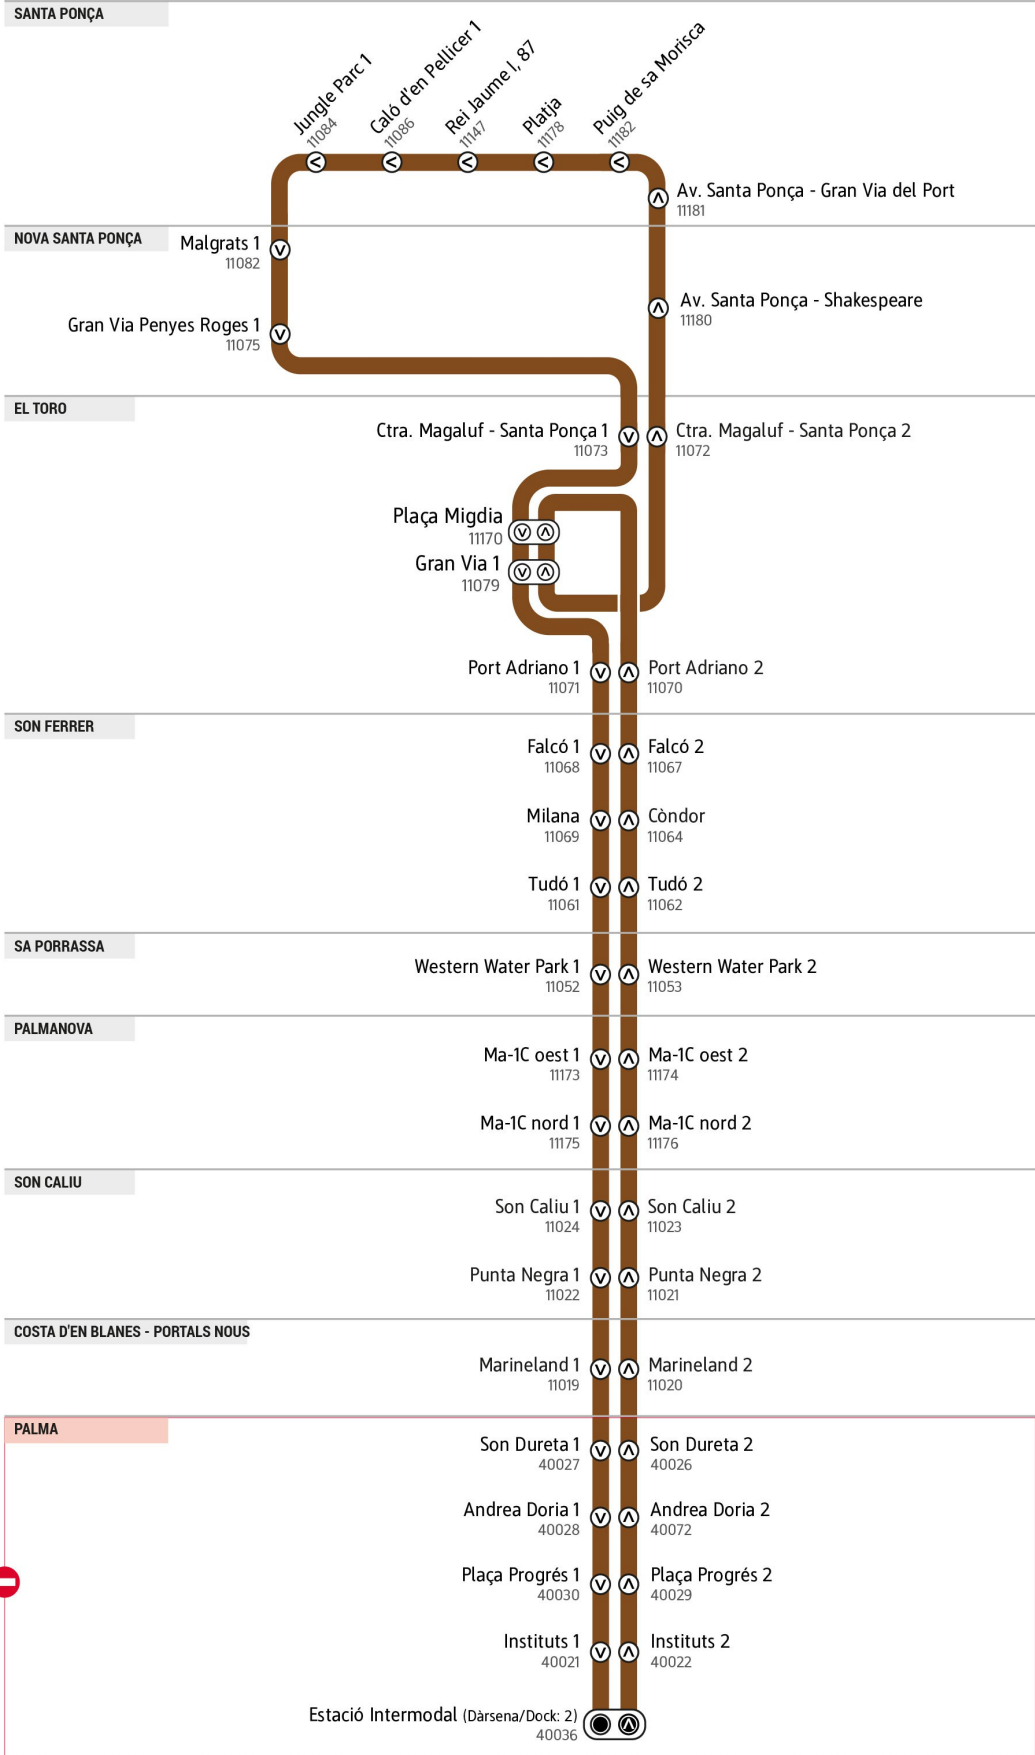 SANTA PONÇA
Jungle Parc 1
11084
Caló d'en Pellicer 1
11086
Rei Jaume I, 87
11147
Platja
11178
Puig de sa Morisca
11182
Av. Santa Ponça - Gran Via del Port
11181
NOVA SANTA PONÇA
Malgrats 1
11082
Av. Santa Ponça - Shakespeare
11180
Gran Via Penyes Roges 1
11075
EL TORO
Ctra. Magaluf - Santa Ponça 1
11073
Ctra. Magaluf - Santa Ponça 2
11072
Plaça Migdia
11170
Gran Via 1
11079
Port Adriano 1
11071
Port Adriano 2
11070
SON FERRER
Falcó 1
11068
Falcó 2
11067
Milana
11069
Còndor
11064
Tudó 1
11061
Tudó 2
11062
SA PORRASSA
Western Water Park 1
11052
Western Water Park 2
11053
PALMANOVA
Ma-1C oest 1
11173
Ma-1C oest 2
11174
Ma-1C nord 1
11175
Ma-1C nord 2
11176
SON CALIU
Son Caliu 1
11024
Son Caliu 2
11023
Punta Negra 1
11022
Punta Negra 2
11021
COSTA D'EN BLANES - PORTALS NOUS
Marineland 1
11019
Marineland 2
11020
PALMA
Son Dureta 1
40027
Son Dureta 2
40026
Andrea Doria 1
40028
Andrea Doria 2
40072
Plaça Progrés 1
40030
Plaça Progrés 2
40029
Instituts 1
40021
Instituts 2
40022
Estació Intermodal (Dàrsena/Dock: 2)
40036